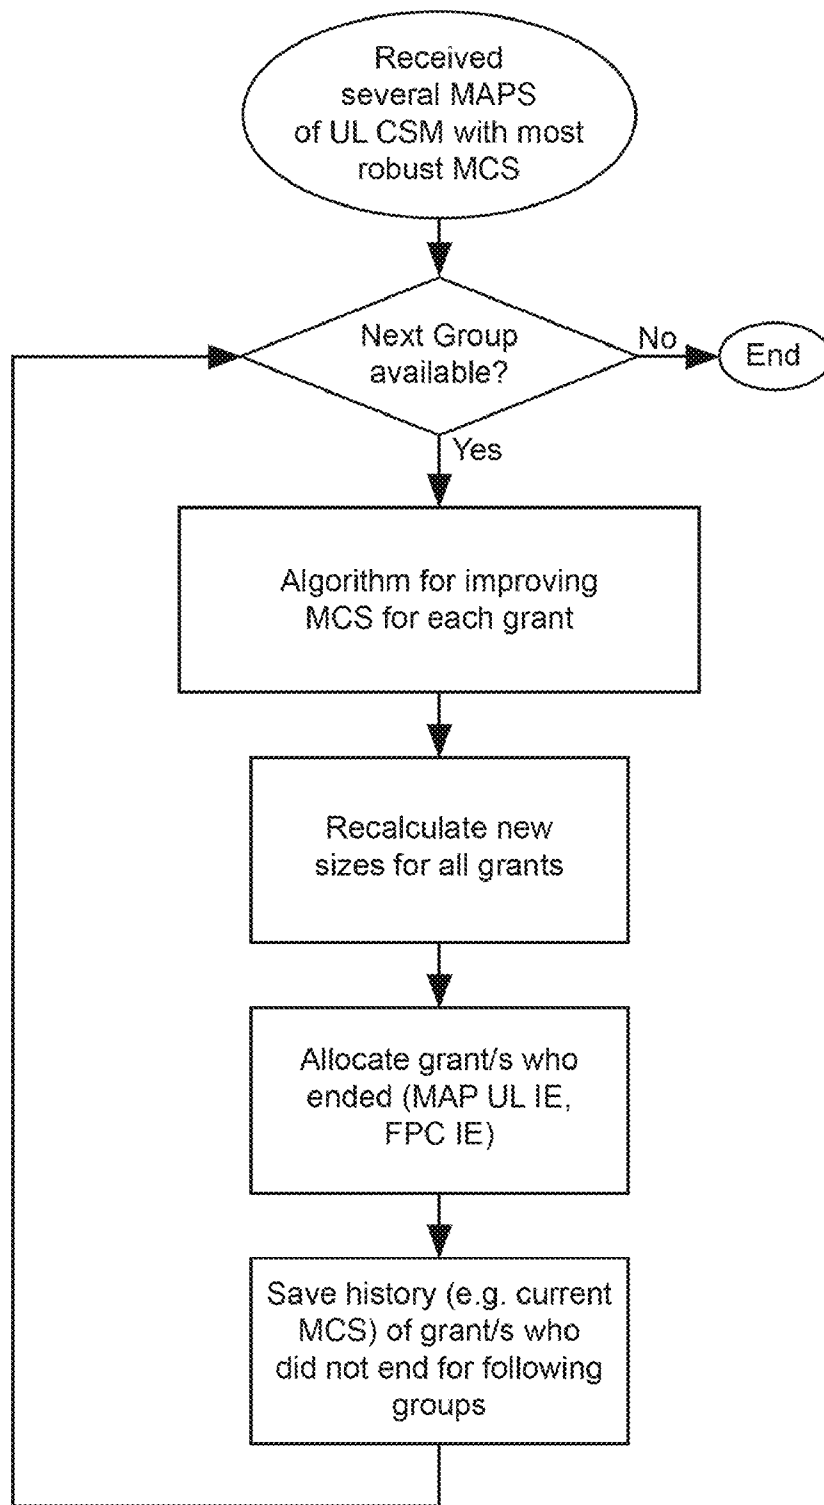 Received
several MAPS
of UL CSM with most
robust MCS
Next Group
available?
No
End
Yes
Algorithm for improving
MCS for each grant
Recalculate new
sizes for all grants
Allocate grant/s who
ended (MAP UL IE,
FPC IE)
Save history (e.g. current
MCS) of grant/s who
did not end for following
groups